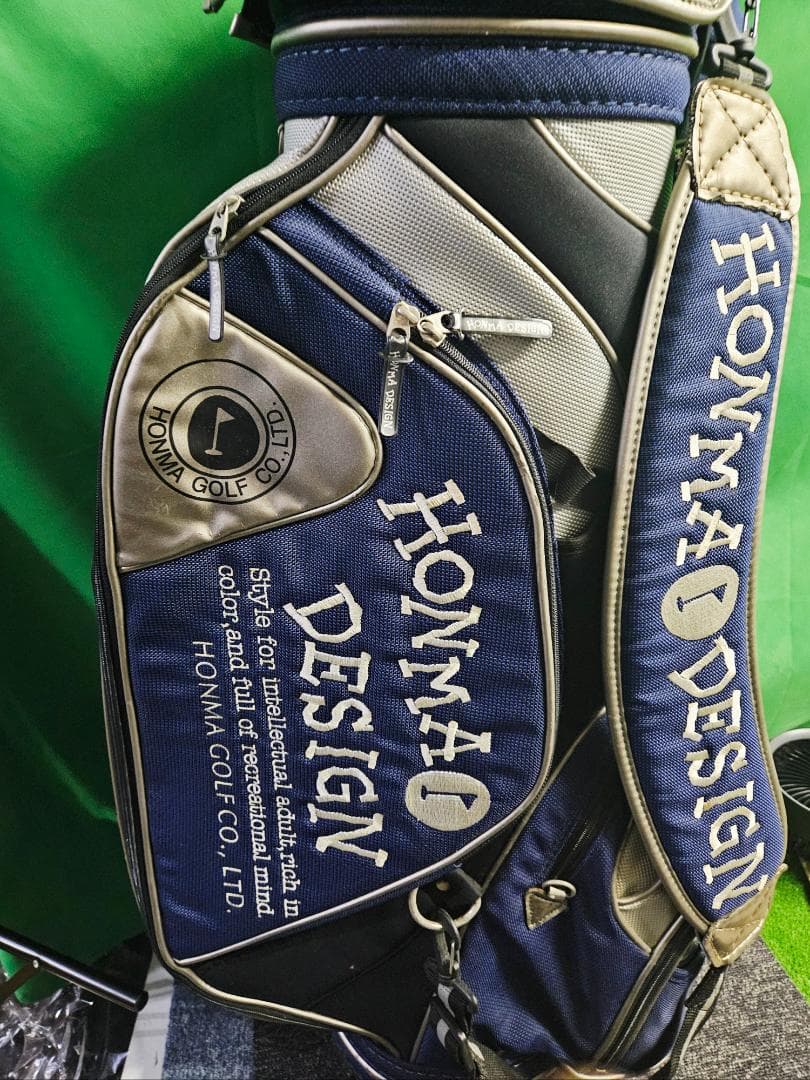 HONMA GOLF CO.,LTD.
HONMA DESIGN
HONMA DESIGN
HONMA
DESIGN
Style for intellectual adult,rich in
color,and full of recreational mind
HONMA GOLF CO., LTD.
HONMA DESIGN